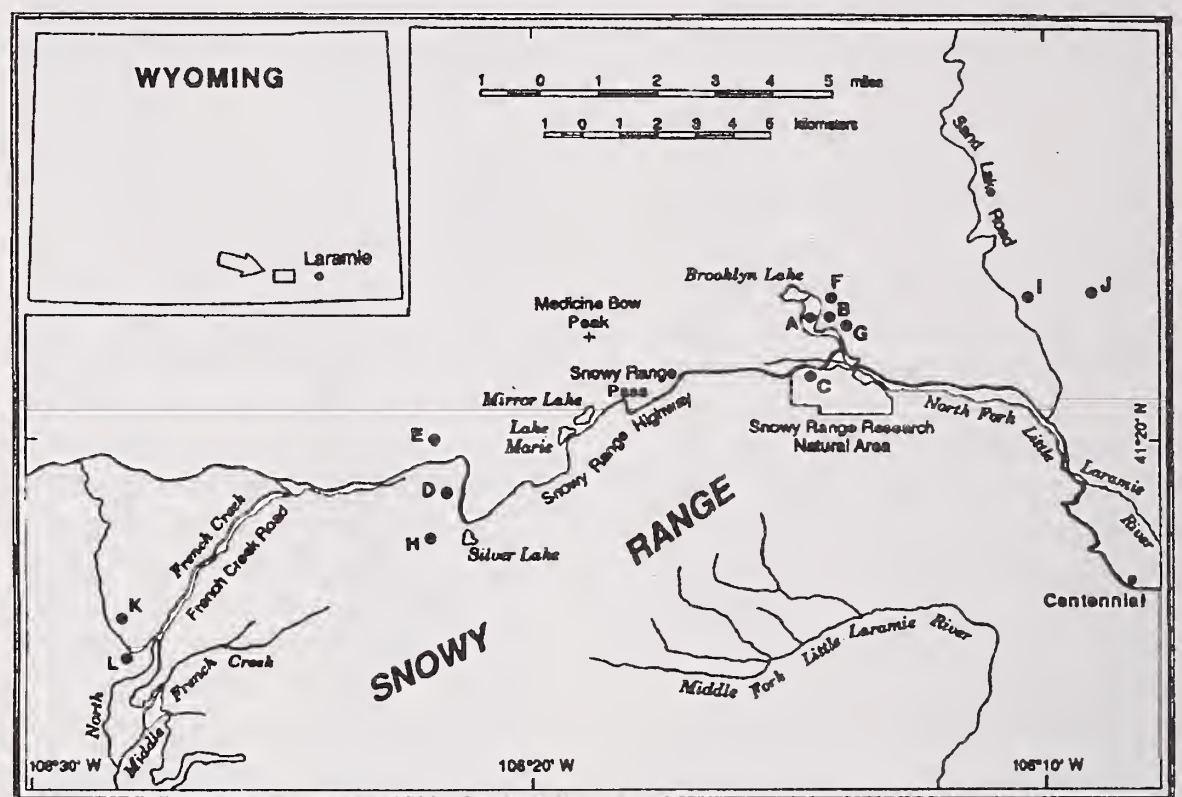 WYOMING
Laramie
1 0 1 2 3 4 5 miles
1 0 1 2 3 4 5 kilometers
Sand Lake Road
Brooklyn Lake
F
I
J
Medicine Bow
Peak
A
B
G
Snowy Range
Pass
C
Mirror Lake
Lake
Marie
Snowy Range Highway
North Fork Little Laramie River
Snowy Range Research
Natural Area
41°20' N
E
D
H
Silver Lake
French Creek
French Creek Road
RANGE
Centennial
K
L
SNOWY
North
French Creek
Middle
Middle Fork Little Laramie River
106°30' W
106°20' W
106°10' W